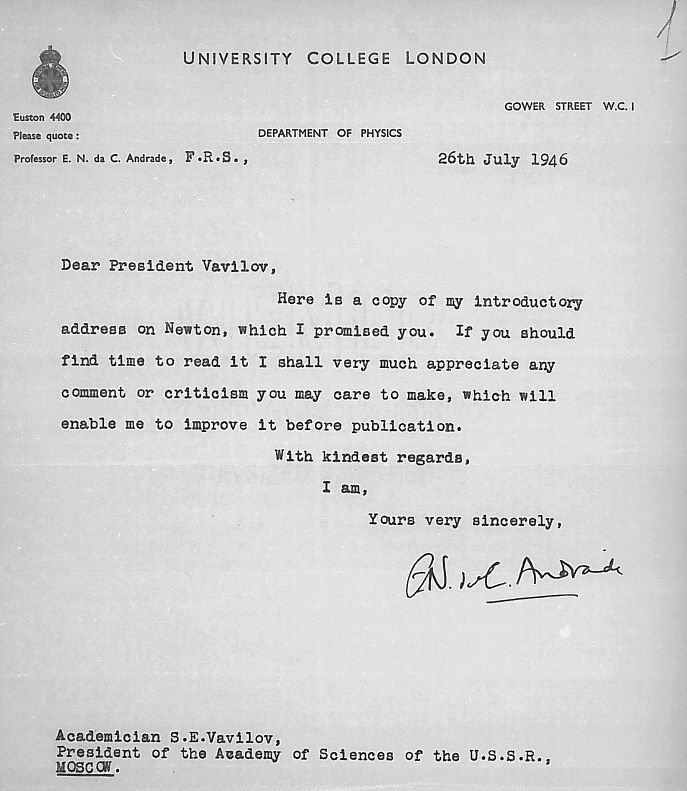 1
UNIVERSITY COLLEGE LONDON
GOWER STREET W.C.1
Euston 4400
Please quote:
DEPARTMENT OF PHYSICS
Professor E. N. da C. Andrade, F.R.S.,
26th July 1946
Dear President Vavilov,
Here is a copy of my introductory
address on Newton, which I promised you. If you should
find time to read it I shall very much appreciate any
comment or criticism you may care to make, which will
enable me to improve it before publication.
With kindest regards,
I am,
Yours very sincerely,
E.N. da C. Andrade
Academician S.E.Vavilov,
President of the Academy of Sciences of the U.S.S.R.,
MOSCOW.